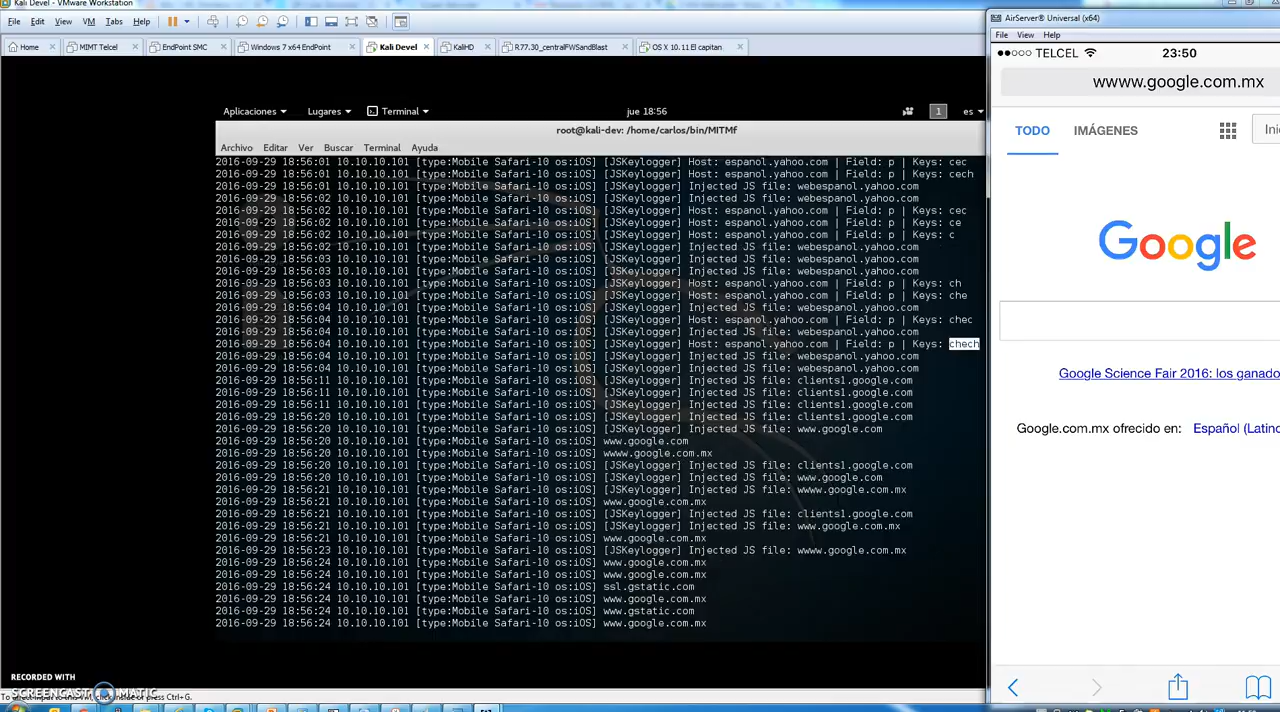 Kali Devel - VMware Workstation
File Edit View VM Tabs Help
Home MIMT Telcel EndPoint SMC Windows 7 x64 EndPoint Kali Devel KaliHD R77.30_centralFWSandBlast OS X 10.11 El capitan
Aplicaciones Lugares Terminal jue 18:56 1 es
root@kali-dev: /home/carlos/bin/MITMf
Archivo Editar Ver Buscar Terminal Ayuda
2016-09-29 18:56:01 10.10.10.101 [type:Mobile Safari-10 os:iOS] [JSKeylogger] Host: espanol.yahoo.com | Field: p | Keys: cec
2016-09-29 18:56:01 10.10.10.101 [type:Mobile Safari-10 os:iOS] [JSKeylogger] Host: espanol.yahoo.com | Field: p | Keys: cech
2016-09-29 18:56:01 10.10.10.101 [type:Mobile Safari-10 os:iOS] [JSKeylogger] Injected JS file: webespanol.yahoo.com
2016-09-29 18:56:02 10.10.10.101 [type:Mobile Safari-10 os:iOS] [JSKeylogger] Injected JS file: webespanol.yahoo.com
2016-09-29 18:56:02 10.10.10.101 [type:Mobile Safari-10 os:iOS] [JSKeylogger] Host: espanol.yahoo.com | Field: p | Keys: cec
2016-09-29 18:56:02 10.10.10.101 [type:Mobile Safari-10 os:iOS] [JSKeylogger] Host: espanol.yahoo.com | Field: p | Keys: ce
2016-09-29 18:56:02 10.10.10.101 [type:Mobile Safari-10 os:iOS] [JSKeylogger] Host: espanol.yahoo.com | Field: p | Keys: c
2016-09-29 18:56:02 10.10.10.101 [type:Mobile Safari-10 os:iOS] [JSKeylogger] Injected JS file: webespanol.yahoo.com
2016-09-29 18:56:03 10.10.10.101 [type:Mobile Safari-10 os:iOS] [JSKeylogger] Injected JS file: webespanol.yahoo.com
2016-09-29 18:56:03 10.10.10.101 [type:Mobile Safari-10 os:iOS] [JSKeylogger] Injected JS file: webespanol.yahoo.com
2016-09-29 18:56:03 10.10.10.101 [type:Mobile Safari-10 os:iOS] [JSKeylogger] Host: espanol.yahoo.com | Field: p | Keys: ch
2016-09-29 18:56:03 10.10.10.101 [type:Mobile Safari-10 os:iOS] [JSKeylogger] Host: espanol.yahoo.com | Field: p | Keys: che
2016-09-29 18:56:04 10.10.10.101 [type:Mobile Safari-10 os:iOS] [JSKeylogger] Injected JS file: webespanol.yahoo.com
2016-09-29 18:56:04 10.10.10.101 [type:Mobile Safari-10 os:iOS] [JSKeylogger] Host: espanol.yahoo.com | Field: p | Keys: chec
2016-09-29 18:56:04 10.10.10.101 [type:Mobile Safari-10 os:iOS] [JSKeylogger] Injected JS file: webespanol.yahoo.com
2016-09-29 18:56:04 10.10.10.101 [type:Mobile Safari-10 os:iOS] [JSKeylogger] Host: espanol.yahoo.com | Field: p | Keys: chech
2016-09-29 18:56:04 10.10.10.101 [type:Mobile Safari-10 os:iOS] [JSKeylogger] Injected JS file: webespanol.yahoo.com
2016-09-29 18:56:04 10.10.10.101 [type:Mobile Safari-10 os:iOS] [JSKeylogger] Injected JS file: webespanol.yahoo.com
2016-09-29 18:56:11 10.10.10.101 [type:Mobile Safari-10 os:iOS] [JSKeylogger] Injected JS file: clients1.google.com
2016-09-29 18:56:11 10.10.10.101 [type:Mobile Safari-10 os:iOS] [JSKeylogger] Injected JS file: clients1.google.com
2016-09-29 18:56:11 10.10.10.101 [type:Mobile Safari-10 os:iOS] [JSKeylogger] Injected JS file: clients1.google.com
2016-09-29 18:56:11 10.10.10.101 [type:Mobile Safari-10 os:iOS] [JSKeylogger] Injected JS file: clients1.google.com
2016-09-29 18:56:20 10.10.10.101 [type:Mobile Safari-10 os:iOS] [JSKeylogger] Injected JS file: www.google.com
2016-09-29 18:56:20 10.10.10.101 [type:Mobile Safari-10 os:iOS] www.google.com
2016-09-29 18:56:20 10.10.10.101 [type:Mobile Safari-10 os:iOS] wwww.google.com.mx
2016-09-29 18:56:20 10.10.10.101 [type:Mobile Safari-10 os:iOS] [JSKeylogger] Injected JS file: clients1.google.com
2016-09-29 18:56:20 10.10.10.101 [type:Mobile Safari-10 os:iOS] [JSKeylogger] Injected JS file: www.google.com
2016-09-29 18:56:21 10.10.10.101 [type:Mobile Safari-10 os:iOS] [JSKeylogger] Injected JS file: wwww.google.com.mx
2016-09-29 18:56:21 10.10.10.101 [type:Mobile Safari-10 os:iOS] www.google.com.mx
2016-09-29 18:56:21 10.10.10.101 [type:Mobile Safari-10 os:iOS] [JSKeylogger] Injected JS file: clients1.google.com
2016-09-29 18:56:21 10.10.10.101 [type:Mobile Safari-10 os:iOS] [JSKeylogger] Injected JS file: www.google.com.mx
2016-09-29 18:56:21 10.10.10.101 [type:Mobile Safari-10 os:iOS] www.google.com.mx
2016-09-29 18:56:23 10.10.10.101 [type:Mobile Safari-10 os:iOS] [JSKeylogger] Injected JS file: wwww.google.com.mx
2016-09-29 18:56:24 10.10.10.101 [type:Mobile Safari-10 os:iOS] www.google.com.mx
2016-09-29 18:56:24 10.10.10.101 [type:Mobile Safari-10 os:iOS] www.google.com.mx
2016-09-29 18:56:24 10.10.10.101 [type:Mobile Safari-10 os:iOS] ssl.gstatic.com
2016-09-29 18:56:24 10.10.10.101 [type:Mobile Safari-10 os:iOS] www.google.com.mx
2016-09-29 18:56:24 10.10.10.101 [type:Mobile Safari-10 os:iOS] www.gstatic.com
2016-09-29 18:56:24 10.10.10.101 [type:Mobile Safari-10 os:iOS] www.google.com.mx
AirServer® Universal (x64)
File View Help
TELCEL 23:50
wwww.google.com.mx
TODO IMÁGENES Ini
Google
Google Science Fair 2016: los ganado
Google.com.mx ofrecido en: Español (Latino
RECORDED WITH
SCREENCAST MATIC
press Ctrl+G.